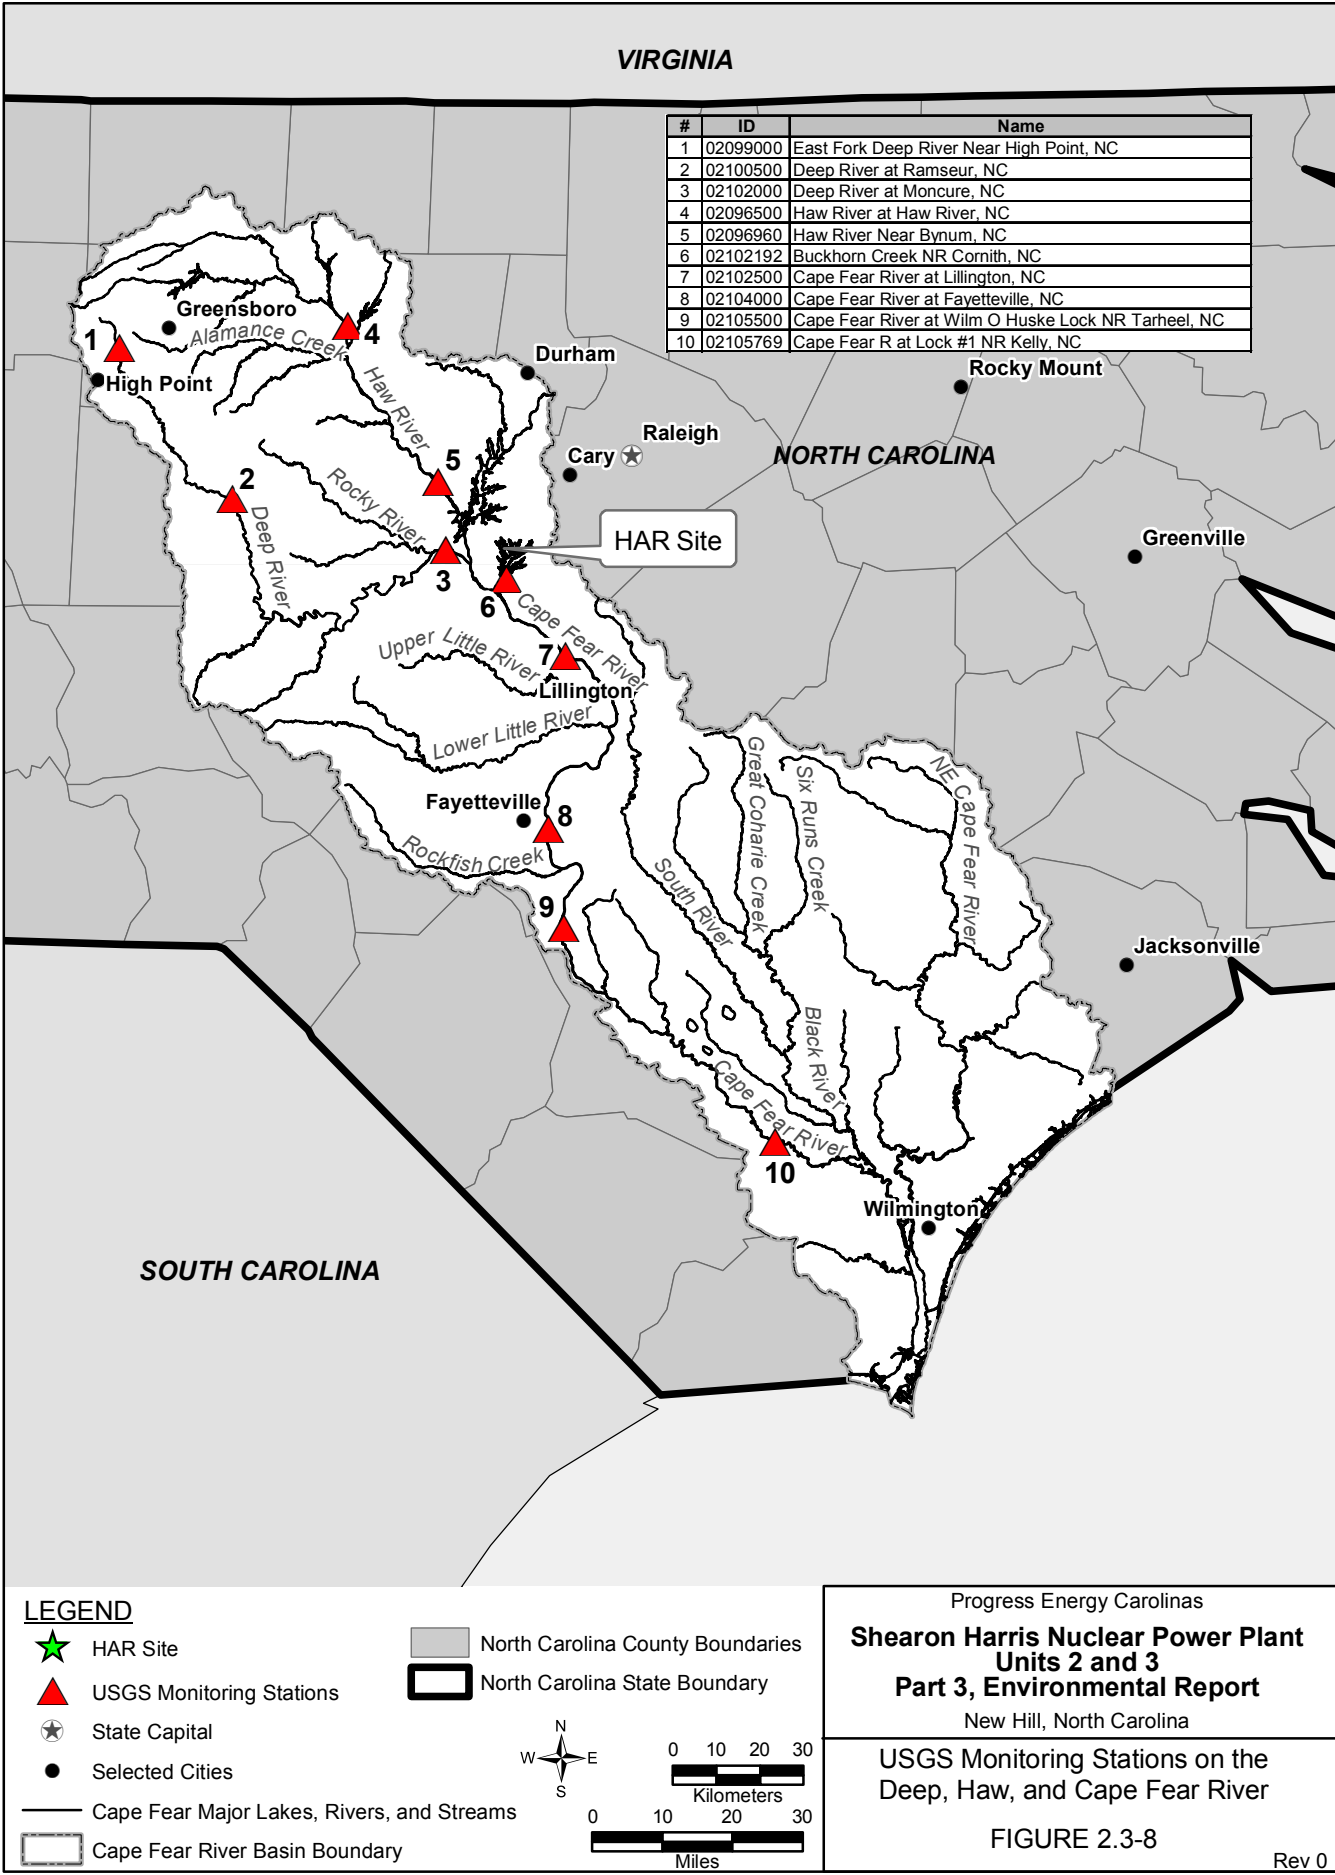 VIRGINIA
# ID Name
1 02099000 East Fork Deep River Near High Point, NC
2 02100500 Deep River at Ramseur, NC
3 02102000 Deep River at Moncure, NC
4 02096500 Haw River at Haw River, NC
5 02096960 Haw River Near Bynum, NC
6 02102192 Buckhorn Creek NR Cornith, NC
7 02102500 Cape Fear River at Lillington, NC
8 02104000 Cape Fear River at Fayetteville, NC
9 02105500 Cape Fear River at Wilm O Huske Lock NR Tarheel, NC
10 02105769 Cape Fear R at Lock #1 NR Kelly, NC
Greensboro
Alamance Creek
4
1
High Point
Durham
Rocky Mount
Haw River
Raleigh
Cary
NORTH CAROLINA
5
2
Rocky River
Deep River
HAR Site
Greenville
3
6
Cape Fear River
Upper Little River
7
Lillington
Lower Little River
Great Coharie Creek
Six Runs Creek
NE Cape Fear River
Fayetteville
8
Rockfish Creek
South River
9
Jacksonville
Black River
Cape Fear River
10
Wilmington
SOUTH CAROLINA
LEGEND
HAR Site
USGS Monitoring Stations
State Capital
Selected Cities
Cape Fear Major Lakes, Rivers, and Streams
Cape Fear River Basin Boundary
North Carolina County Boundaries
North Carolina State Boundary
N
W E
S
0 10 20 30
Kilometers
0 10 20 30
Miles
Progress Energy Carolinas
Shearon Harris Nuclear Power Plant
Units 2 and 3
Part 3, Environmental Report
New Hill, North Carolina
USGS Monitoring Stations on the
Deep, Haw, and Cape Fear River
FIGURE 2.3-8
Rev 0